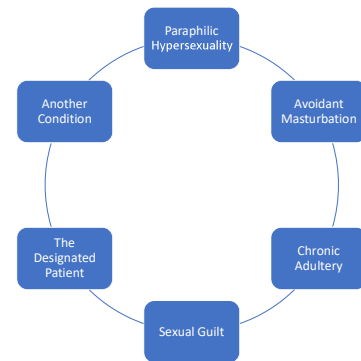 Paraphilic
Hypersexuality
Avoidant
Masturbation
Chronic
Adultery
Sexual Guilt
The
Designated
Patient
Another
Condition